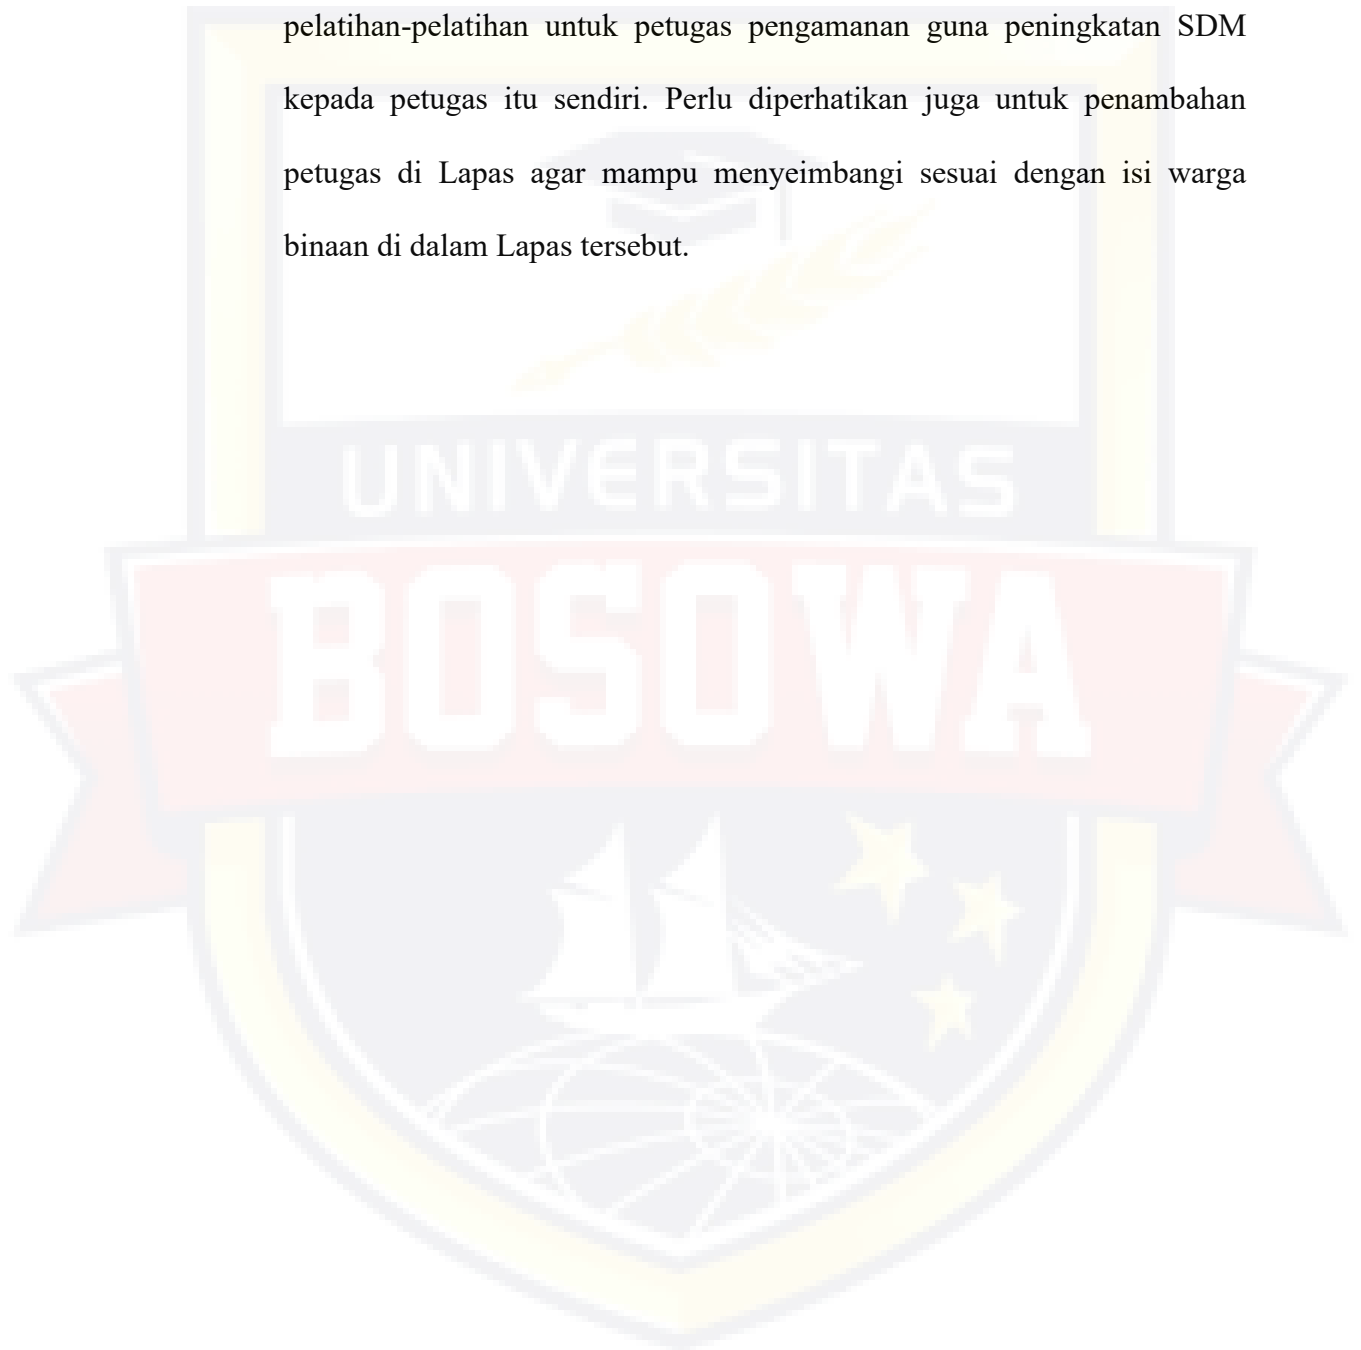 pelatihan-pelatihan untuk petugas pengamanan guna peningkatan SDM
kepada petugas itu sendiri. Perlu diperhatikan juga untuk penambahan
petugas di Lapas agar mampu menyeimbangi sesuai dengan isi warga
binaan di dalam Lapas tersebut.
UNIVERSITAS
BOSOWA